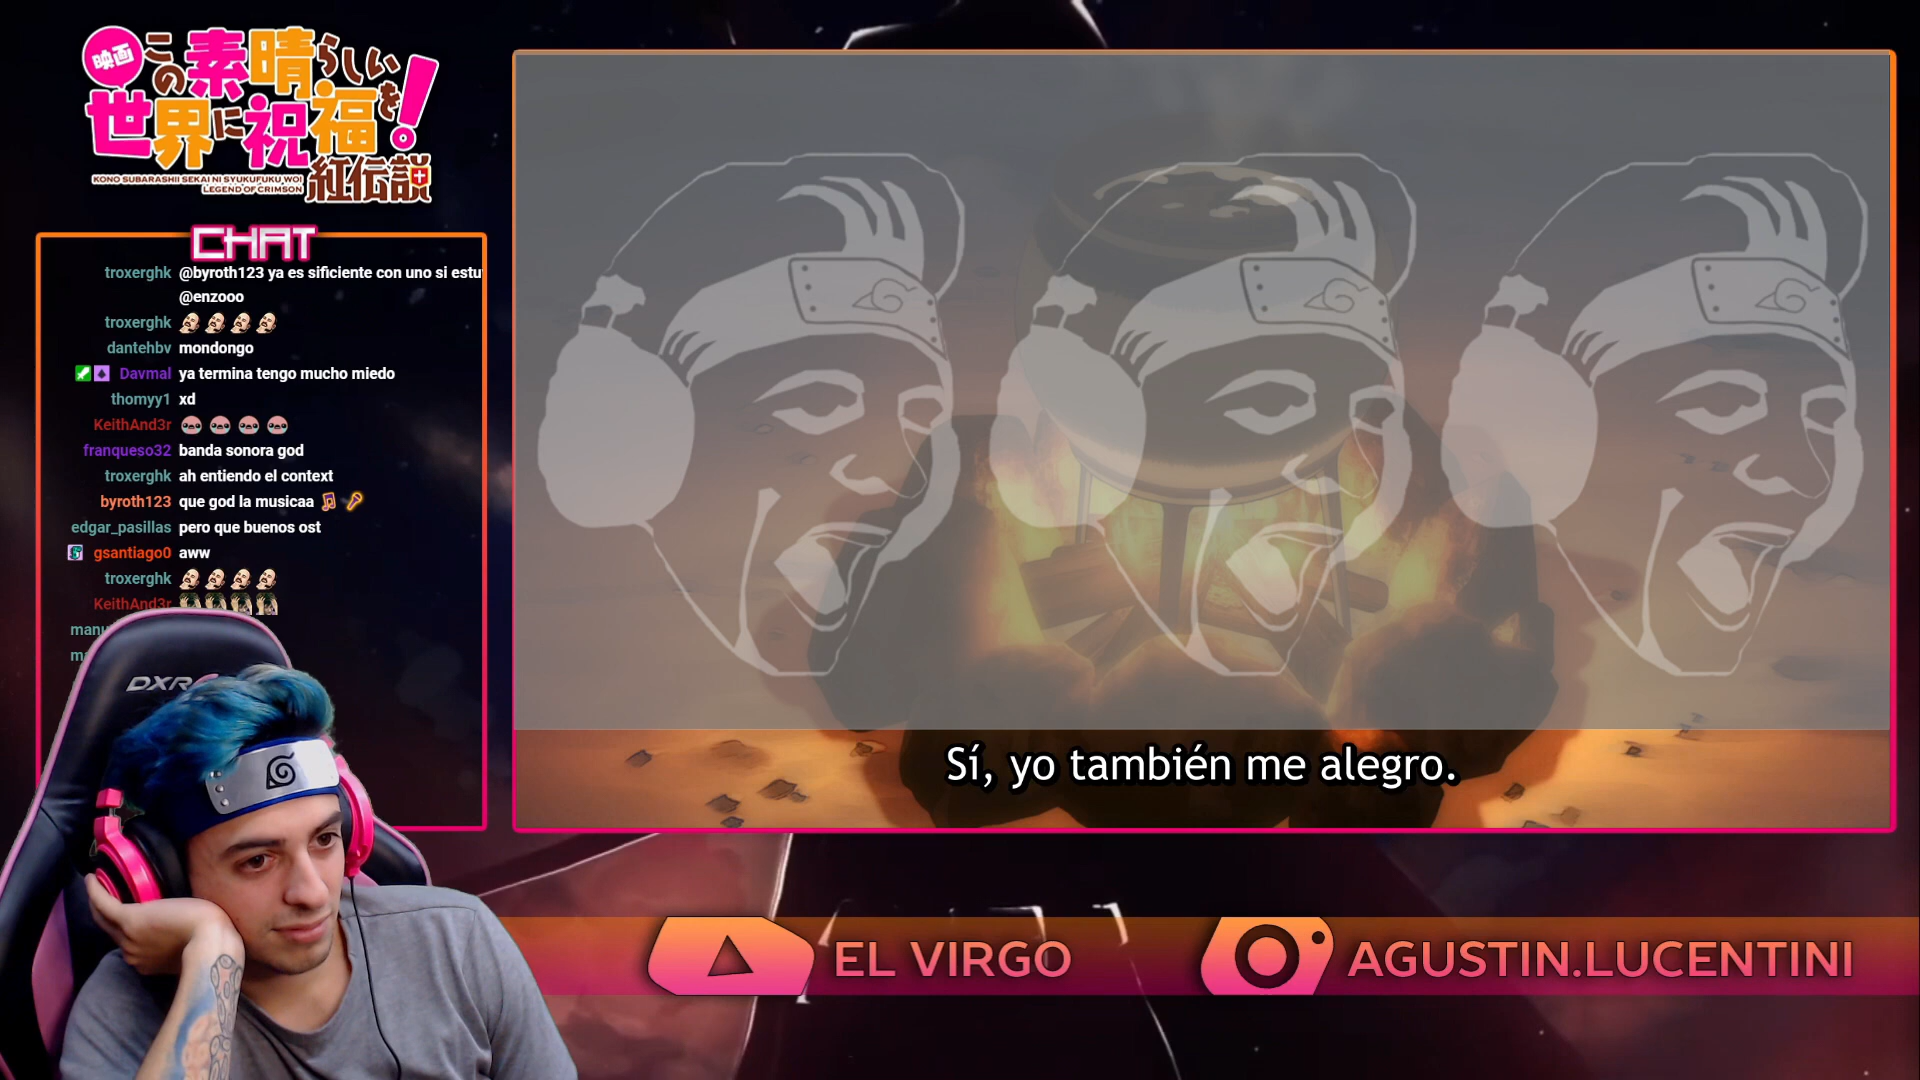 映画
この素晴らしい
世界に祝福を!
KONO SUBARASHII SEKAI NI SYUKUFUKU WO!
LEGEND OF CRIMSON
紅伝説
CHAT
troxerghk @byroth123 ya es sificiente con uno si estu
@enzooo
troxerghk
dantehbv mondongo
Davmal ya termina tengo mucho miedo
thomyy1 xd
KeithAnd3r
franqueso32 banda sonora god
troxerghk ah entiendo el context
byroth123 que god la musicaa
edgar_pasillas pero que buenos ost
gsantiago0 aww
troxerghk
KeithAnd3r
Sí, yo también me alegro.
EL VIRGO
AGUSTIN.LUCENTINI